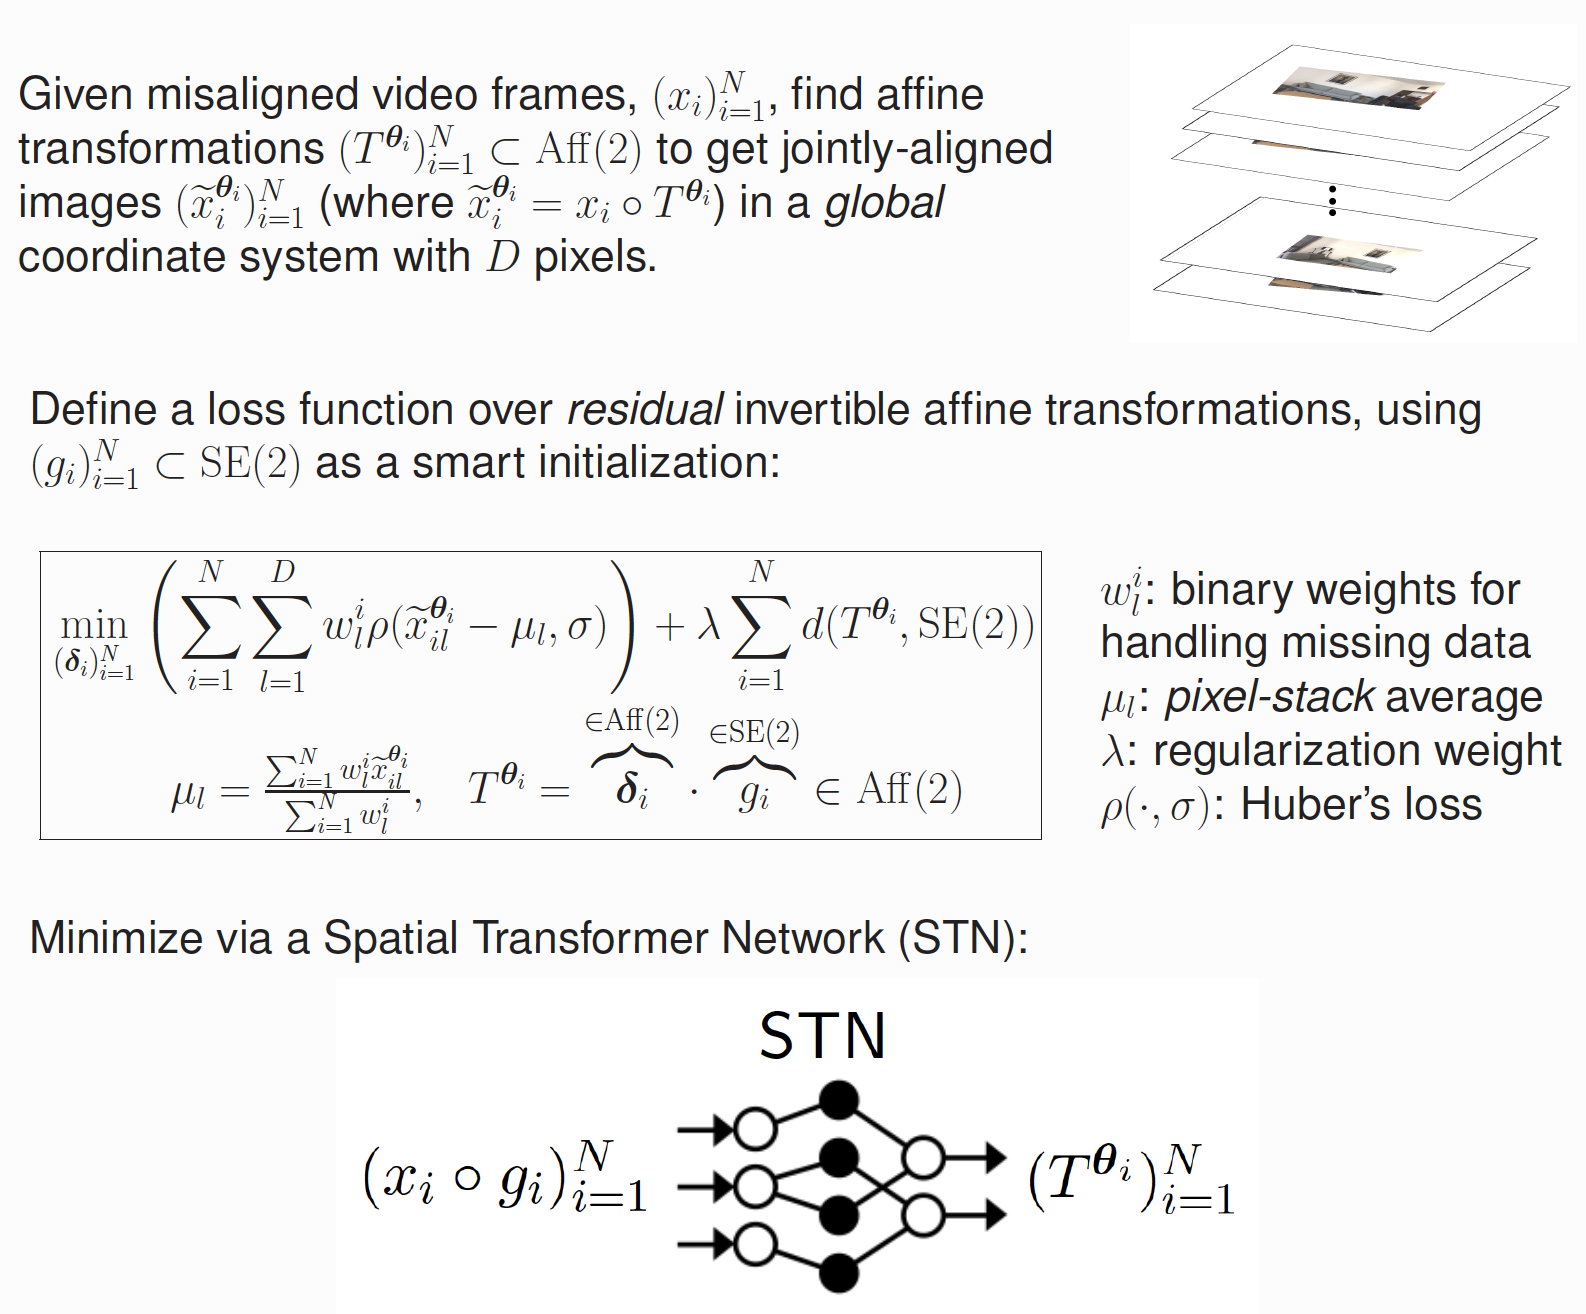 Given misaligned video frames, $(x_i)_{i=1}^N$, find affine
transformations $(T^{\boldsymbol{\theta}_i})_{i=1}^N \subset \mathrm{Aff}(2)$ to get jointly-aligned
images $(\widetilde{x}_i^{\boldsymbol{\theta}_i})_{i=1}^N$ (where $\widetilde{x}_i^{\boldsymbol{\theta}_i} = x_i \circ T^{\boldsymbol{\theta}_i}$) in a global
coordinate system with $D$ pixels.
Define a loss function over residual invertible affine transformations, using
$(g_i)_{i=1}^N \subset \mathrm{SE}(2)$ as a smart initialization:
$\min_{(\boldsymbol{\delta}_i)_{i=1}^N} \left( \sum_{i=1}^N \sum_{l=1}^D w_l^i \rho(\widetilde{x}_{il}^{\boldsymbol{\theta}_i} - \mu_l, \sigma) \right) + \lambda \sum_{i=1}^N d(T^{\boldsymbol{\theta}_i}, \mathrm{SE}(2))$
$\mu_l = \frac{\sum_{i=1}^N w_l^i \widetilde{x}_{il}^{\boldsymbol{\theta}_i}}{\sum_{i=1}^N w_l^i}, \quad T^{\boldsymbol{\theta}_i} = \overbrace{\boldsymbol{\delta}_i}^{\in \mathrm{Aff}(2)} \cdot \overbrace{g_i}^{\in \mathrm{SE}(2)} \in \mathrm{Aff}(2)$
$w_l^i$: binary weights for
handling missing data
$\mu_l$: pixel-stack average
$\lambda$: regularization weight
$\rho(\cdot, \sigma)$: Huber's loss
Minimize via a Spatial Transformer Network (STN):
STN
$(x_i \circ g_i)_{i=1}^N$
$(T^{\boldsymbol{\theta}_i})_{i=1}^N$